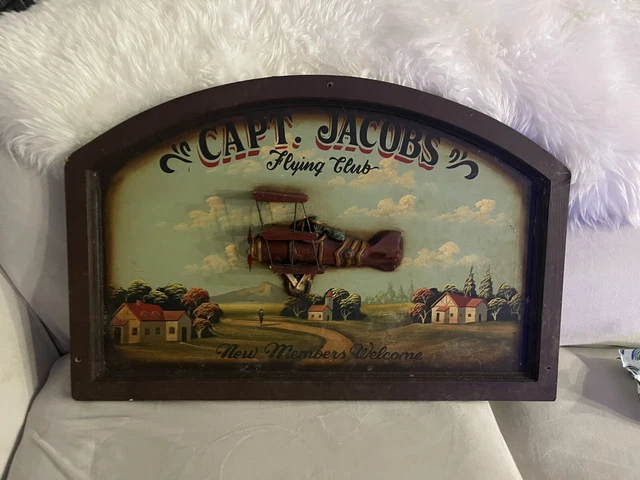 CAPT. JACOBS
Flying Club
New Members Welcome